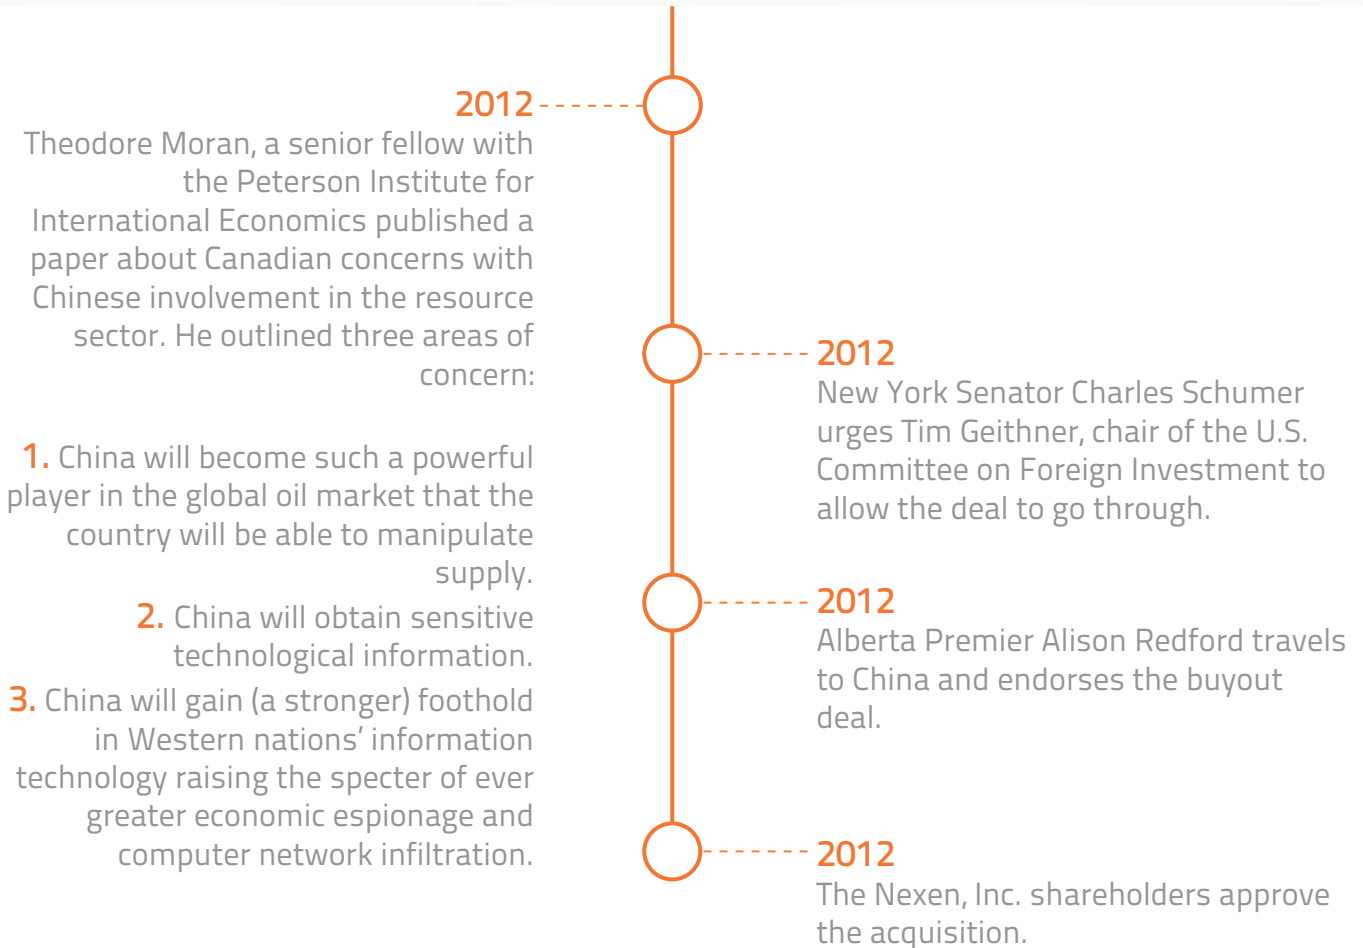 2012
Theodore Moran, a senior fellow with
the Peterson Institute for
International Economics published a
paper about Canadian concerns with
Chinese involvement in the resource
sector. He outlined three areas of
concern:
1. China will become such a powerful
player in the global oil market that the
country will be able to manipulate
supply.
2. China will obtain sensitive
technological information.
3. China will gain (a stronger) foothold
in Western nations’ information
technology raising the specter of ever
greater economic espionage and
computer network infiltration.
2012
New York Senator Charles Schumer
urges Tim Geithner, chair of the U.S.
Committee on Foreign Investment to
allow the deal to go through.
2012
Alberta Premier Alison Redford travels
to China and endorses the buyout
deal.
2012
The Nexen, Inc. shareholders approve
the acquisition.